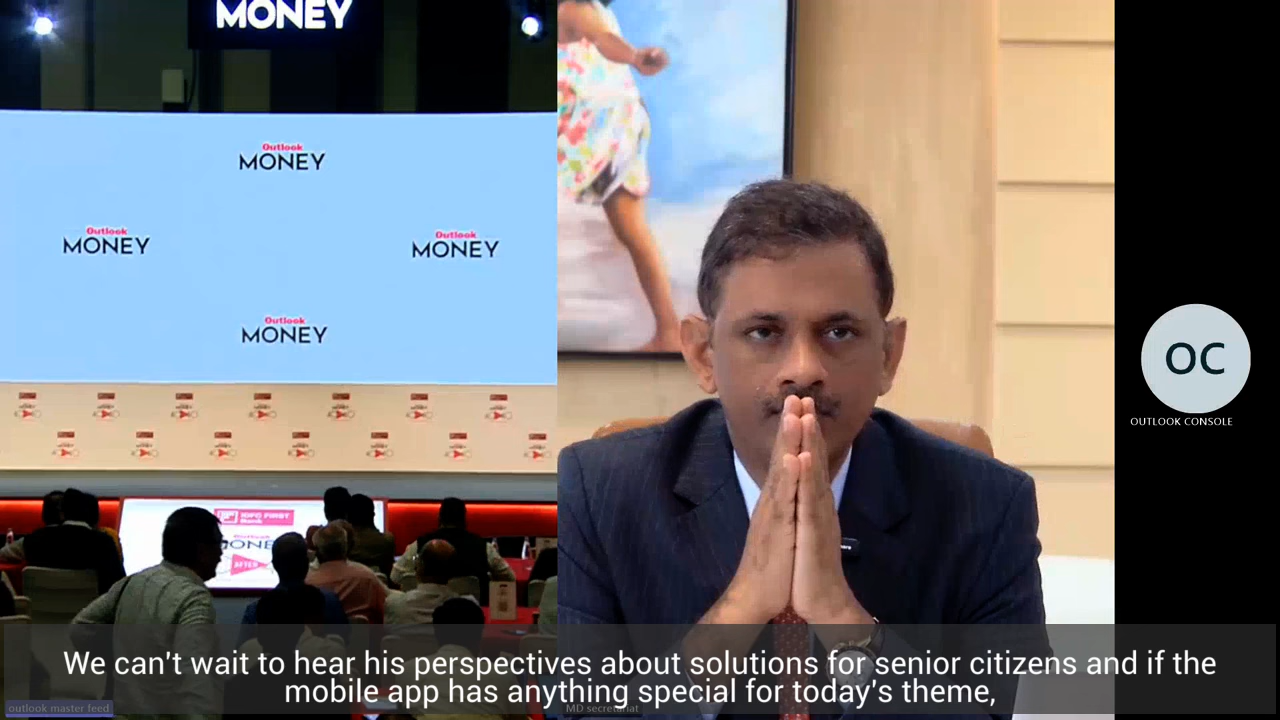 MONEY
Outlook
MONEY
Outlook
MONEY
Outlook
MONEY
Outlook
MONEY
IDFC FIRST
Bank
AFTER
OC
OUTLOOK CONSOLE
We can't wait to hear his perspectives about solutions for senior citizens and if the
mobile app has anything special for today's theme,
outlook master feed
MD secretariat